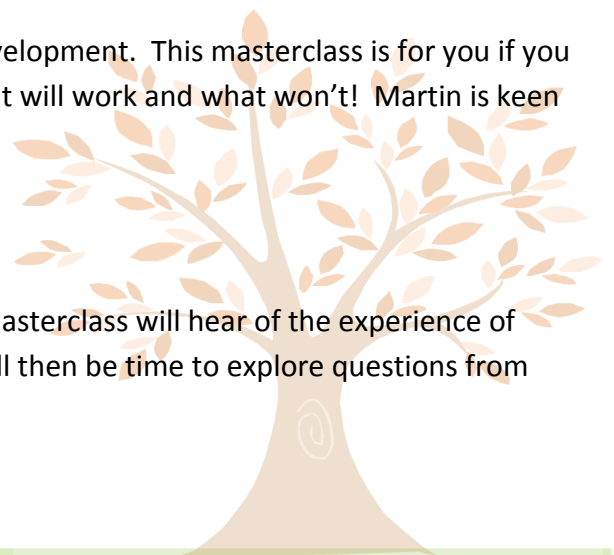 velopment. This masterclass is for you if you
t will work and what won't! Martin is keen
asterclass will hear of the experience of
ll then be time to explore questions from